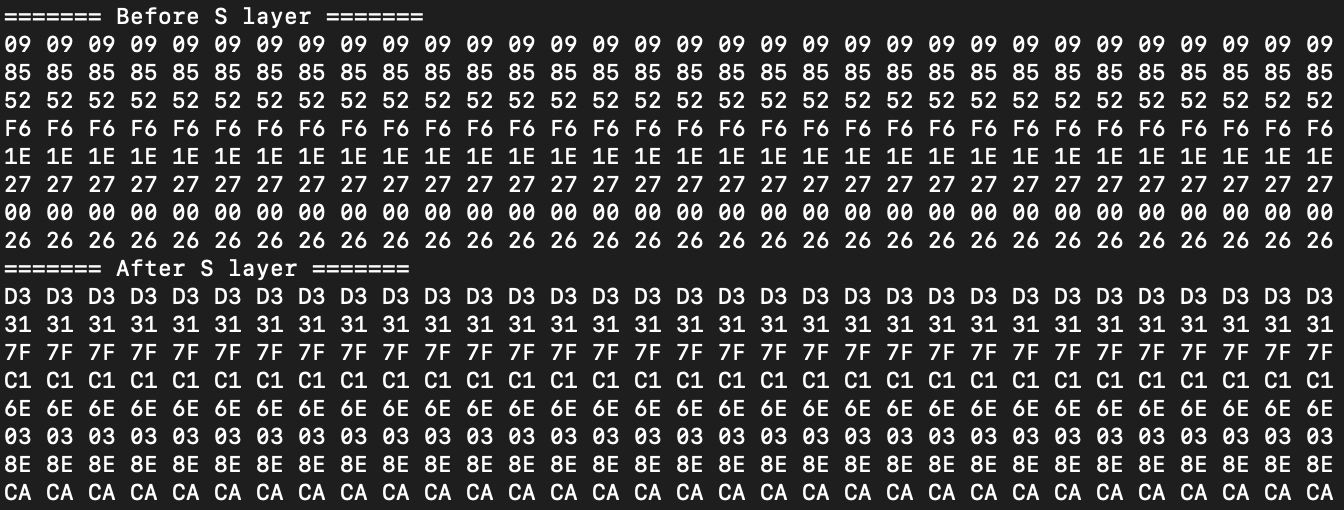 ======= Before S layer =======
09 09 09 09 09 09 09 09 09 09 09 09 09 09 09 09 09 09 09 09 09 09 09 09 09 09 09 09 09 09 09 09
85 85 85 85 85 85 85 85 85 85 85 85 85 85 85 85 85 85 85 85 85 85 85 85 85 85 85 85 85 85 85 85
52 52 52 52 52 52 52 52 52 52 52 52 52 52 52 52 52 52 52 52 52 52 52 52 52 52 52 52 52 52 52 52
F6 F6 F6 F6 F6 F6 F6 F6 F6 F6 F6 F6 F6 F6 F6 F6 F6 F6 F6 F6 F6 F6 F6 F6 F6 F6 F6 F6 F6 F6 F6 F6
1E 1E 1E 1E 1E 1E 1E 1E 1E 1E 1E 1E 1E 1E 1E 1E 1E 1E 1E 1E 1E 1E 1E 1E 1E 1E 1E 1E 1E 1E 1E 1E
27 27 27 27 27 27 27 27 27 27 27 27 27 27 27 27 27 27 27 27 27 27 27 27 27 27 27 27 27 27 27 27
00 00 00 00 00 00 00 00 00 00 00 00 00 00 00 00 00 00 00 00 00 00 00 00 00 00 00 00 00 00 00 00
26 26 26 26 26 26 26 26 26 26 26 26 26 26 26 26 26 26 26 26 26 26 26 26 26 26 26 26 26 26 26 26
======= After S layer =======
D3 D3 D3 D3 D3 D3 D3 D3 D3 D3 D3 D3 D3 D3 D3 D3 D3 D3 D3 D3 D3 D3 D3 D3 D3 D3 D3 D3 D3 D3 D3 D3
31 31 31 31 31 31 31 31 31 31 31 31 31 31 31 31 31 31 31 31 31 31 31 31 31 31 31 31 31 31 31 31
7F 7F 7F 7F 7F 7F 7F 7F 7F 7F 7F 7F 7F 7F 7F 7F 7F 7F 7F 7F 7F 7F 7F 7F 7F 7F 7F 7F 7F 7F 7F 7F
C1 C1 C1 C1 C1 C1 C1 C1 C1 C1 C1 C1 C1 C1 C1 C1 C1 C1 C1 C1 C1 C1 C1 C1 C1 C1 C1 C1 C1 C1 C1 C1
6E 6E 6E 6E 6E 6E 6E 6E 6E 6E 6E 6E 6E 6E 6E 6E 6E 6E 6E 6E 6E 6E 6E 6E 6E 6E 6E 6E 6E 6E 6E 6E
03 03 03 03 03 03 03 03 03 03 03 03 03 03 03 03 03 03 03 03 03 03 03 03 03 03 03 03 03 03 03 03
8E 8E 8E 8E 8E 8E 8E 8E 8E 8E 8E 8E 8E 8E 8E 8E 8E 8E 8E 8E 8E 8E 8E 8E 8E 8E 8E 8E 8E 8E 8E 8E
CA CA CA CA CA CA CA CA CA CA CA CA CA CA CA CA CA CA CA CA CA CA CA CA CA CA CA CA CA CA CA CA